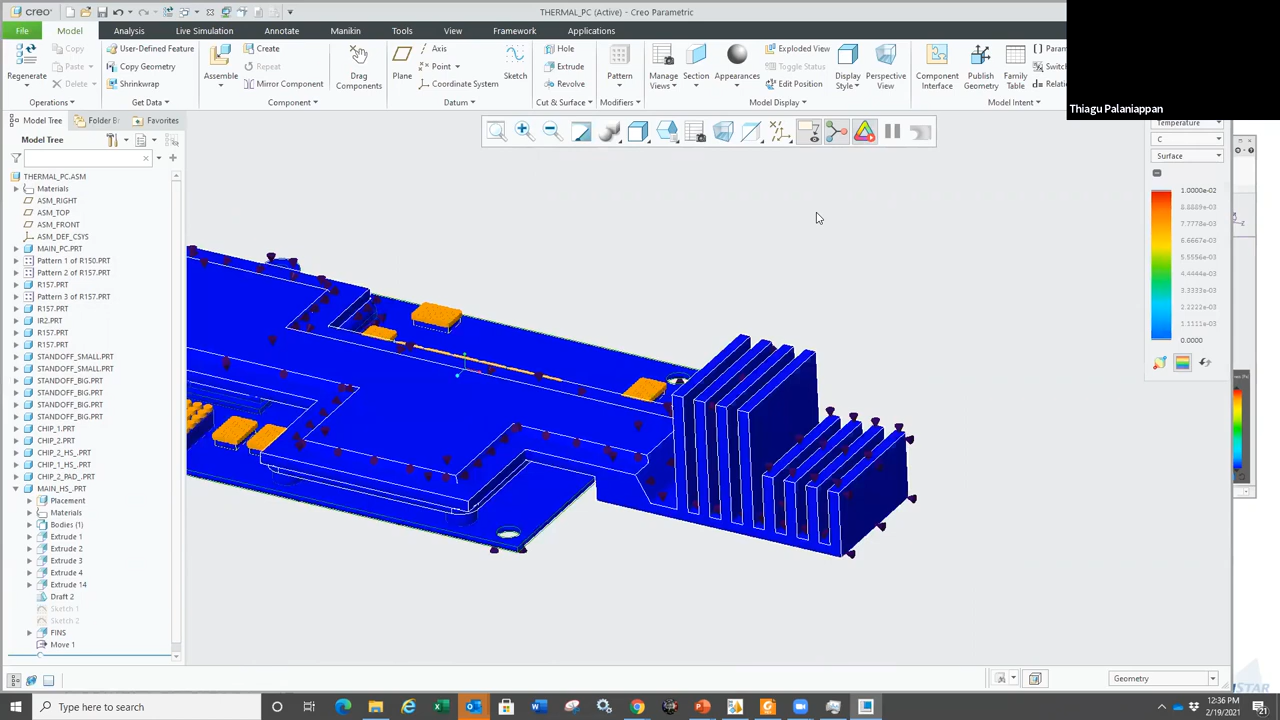 creo
THERMAL_PC (Active) - Creo Parametric
File Model Analysis Live Simulation Annotate Manikin Tools View Framework Applications
Regenerate
Copy
Paste
Delete
Operations
User-Defined Feature
Copy Geometry
Shrinkwrap
Get Data
Assemble
Create
Repeat
Mirror Component
Component
Drag Components
Plane
Axis
Point
Coordinate System
Sketch
Datum
Hole
Extrude
Revolve
Cut & Surface
Pattern
Modifiers
Manage Views
Section
Appearances
Exploded View
Toggle Status
Edit Position
Display Style
Perspective View
Model Display
Component Interface
Publish Geometry
Family Table
Model Intent
Thiagu Palaniappan
Model Tree
Folder B
Favorites
Model Tree
THERMAL_PC.ASM
Materials
ASM_RIGHT
ASM_TOP
ASM_FRONT
ASM_DEF_CSYS
MAIN_PC.PRT
Pattern 1 of R150.PRT
Pattern 2 of R157.PRT
R157.PRT
Pattern 3 of R157.PRT
R157.PRT
IR2.PRT
R157.PRT
R157.PRT
STANDOFF_SMALL.PRT
STANDOFF_SMALL.PRT
STANDOFF_BIG.PRT
STANDOFF_BIG.PRT
STANDOFF_BIG.PRT
STANDOFF_BIG.PRT
CHIP_1.PRT
CHIP_2.PRT
CHIP_2_HS_.PRT
CHIP_1_HS_.PRT
CHIP_2_PAD_.PRT
MAIN_HS_.PRT
Placement
Materials
Bodies (1)
Extrude 1
Extrude 2
Extrude 3
Extrude 4
Extrude 14
Draft 2
Sketch 1
Sketch 2
FINS
Move 1
Temperature
C
Surface
1.0000e-02
8.8889e-03
7.7778e-03
6.6667e-03
5.5556e-03
4.4444e-03
3.3333e-03
2.2222e-03
1.1111e-03
0.0000
Geometry
Type here to search
12:36 PM
2/19/2021
21